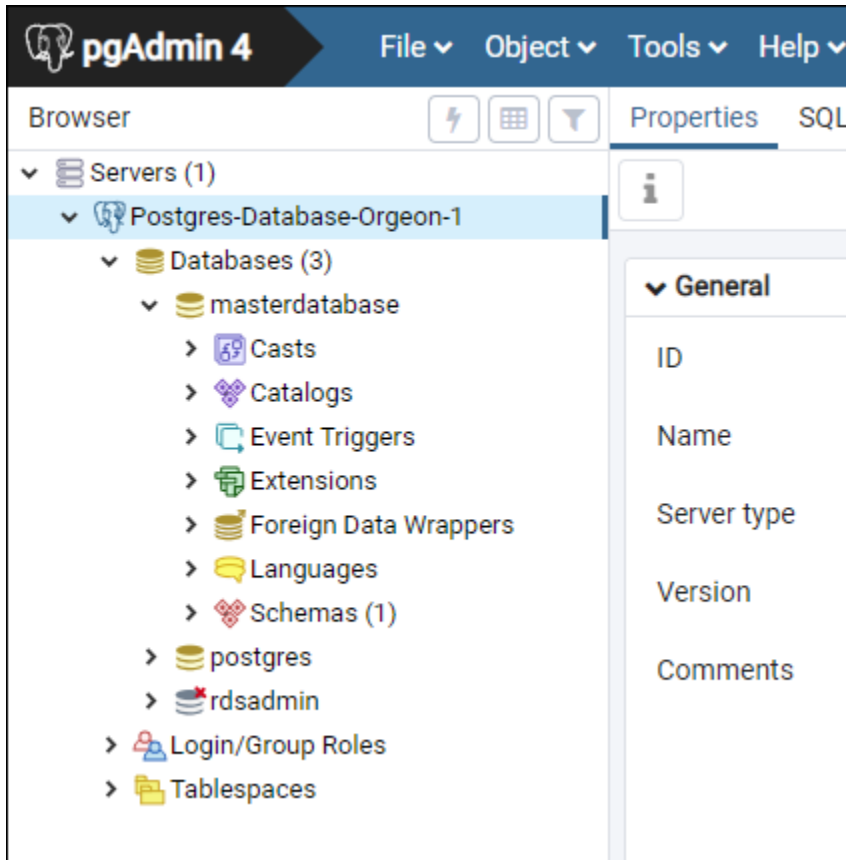 pgAdmin 4 File Object Tools Help
Browser Properties SQL
Servers (1)
Postgres-Database-Orgeon-1
Databases (3)
General
masterdatabase
Casts
ID
Catalogs
Event Triggers
Name
Extensions
Foreign Data Wrappers
Server type
Languages
Version
Schemas (1)
postgres
Comments
rdsadmin
Login/Group Roles
Tablespaces